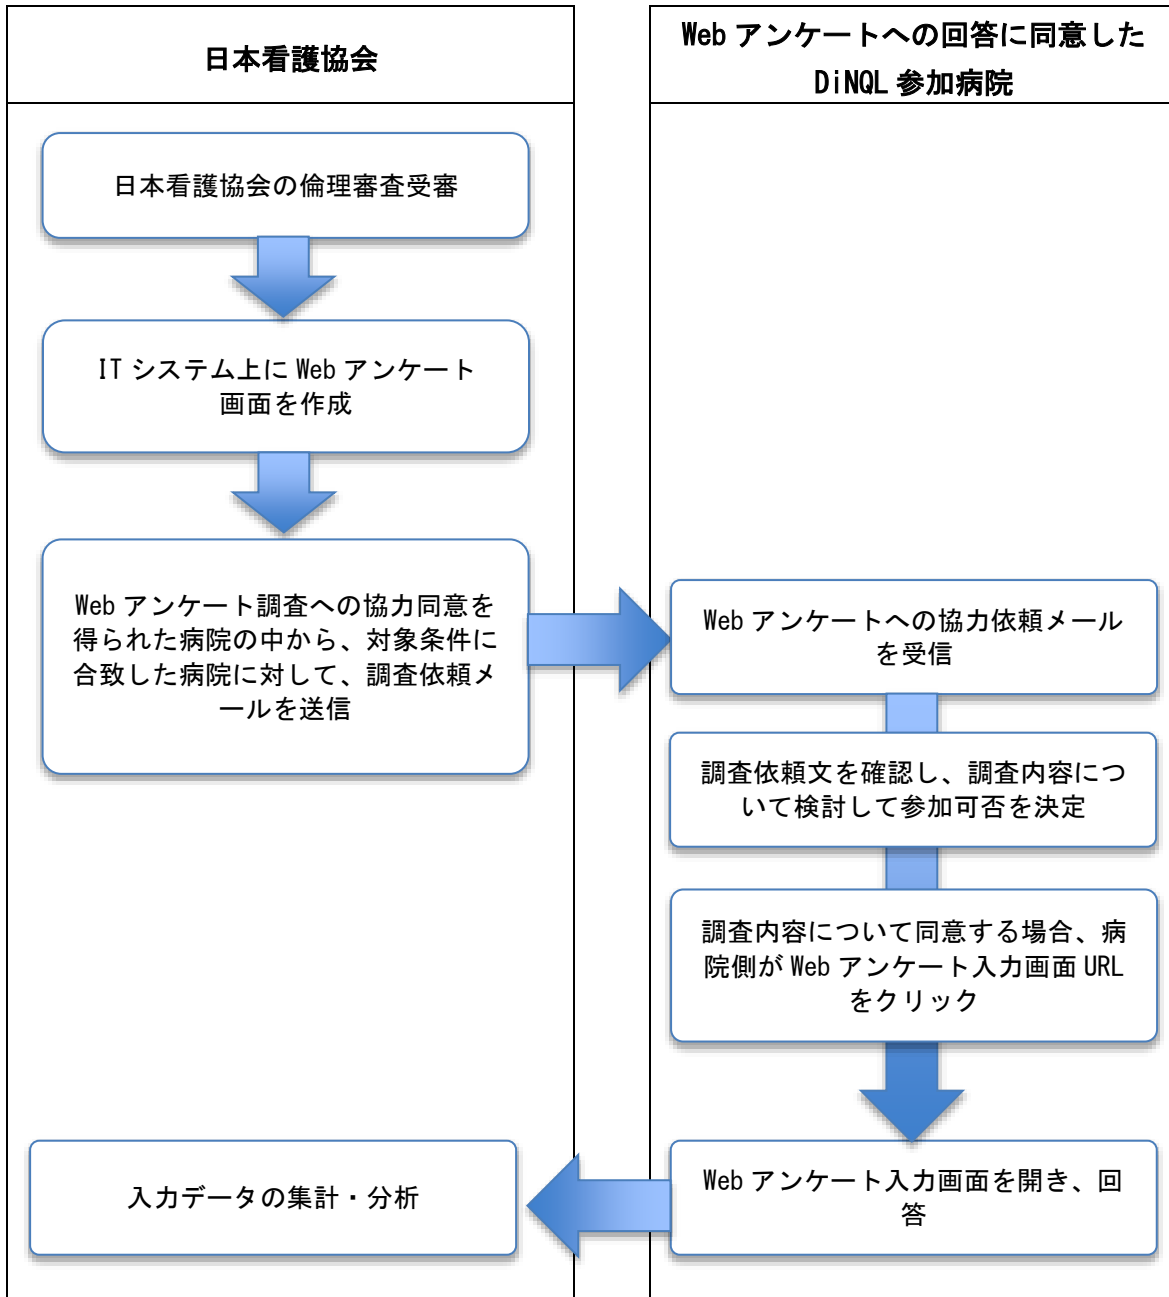 日本看護協会
Web アンケートへの回答に同意した
DiNQL 参加病院
日本看護協会の倫理審査受審
IT システム上に Web アンケート
画面を作成
Web アンケート調査への協力同意を
得られた病院の中から、対象条件に
合致した病院に対して、調査依頼メ
ールを送信
Web アンケートへの協力依頼メール
を受信
調査依頼文を確認し、調査内容につ
いて検討して参加可否を決定
調査内容について同意する場合、病
院側が Web アンケート入力画面 URL
をクリック
Web アンケート入力画面を開き、回
答
入力データの集計・分析